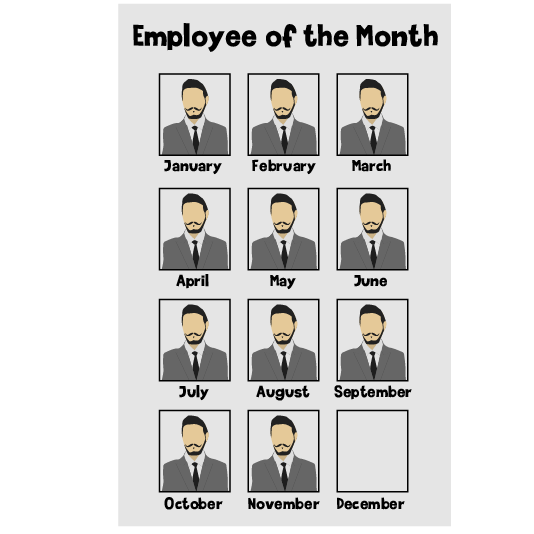 Employee of the Month
January February March
April May June
July August September
October November December